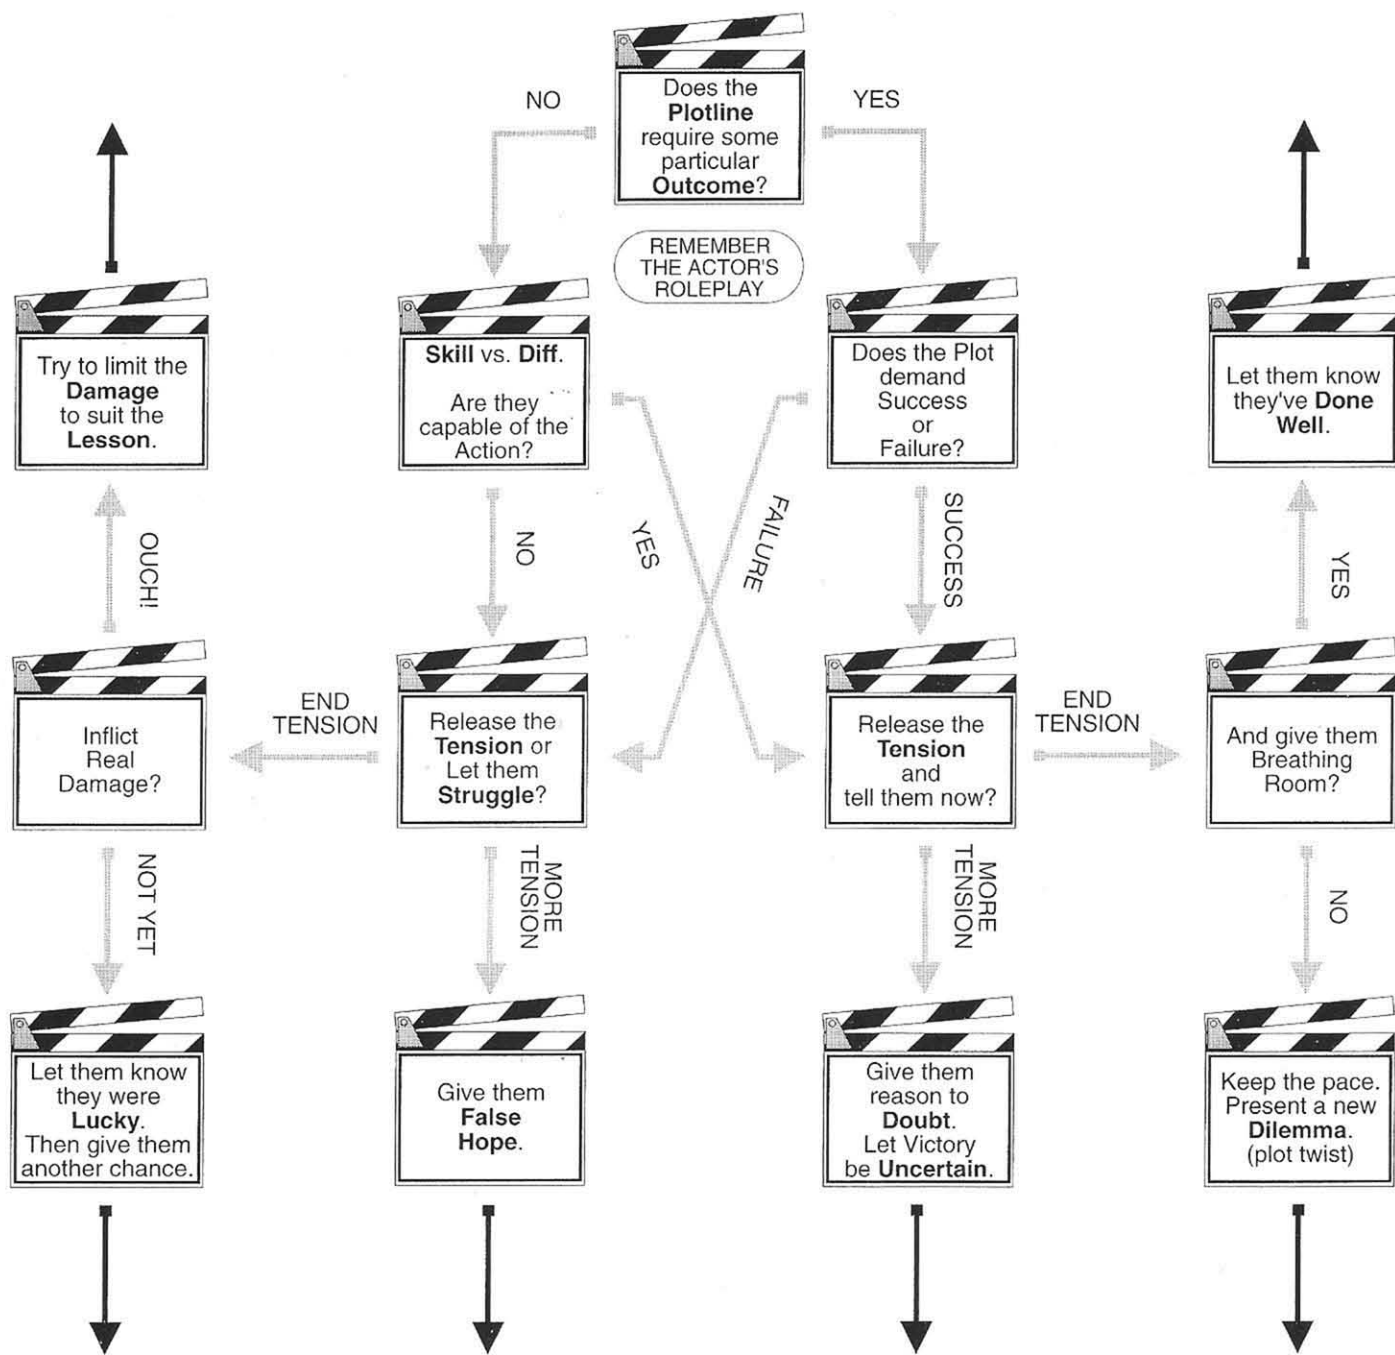 Does the
Plotline
require some
particular
Outcome?
NO
YES
REMEMBER
THE ACTOR'S
ROLEPLAY
Try to limit the
Damage
to suit the
Lesson.
Skill vs. Diff.
Are they
capable of the
Action?
Does the Plot
demand
Success
or
Failure?
Let them know
they've Done
Well.
OUCH!
NO
YES
FAILURE
SUCCESS
YES
Inflict
Real
Damage?
END
TENSION
Release the
Tension or
Let them
Struggle?
Release the
Tension
and
tell them now?
END
TENSION
And give them
Breathing
Room?
NOT YET
MORE
TENSION
MORE
TENSION
NO
Let them know
they were
Lucky.
Then give them
another chance.
Give them
False
Hope.
Give them
reason to
Doubt.
Let Victory
be Uncertain.
Keep the pace.
Present a new
Dilemma.
(plot twist)